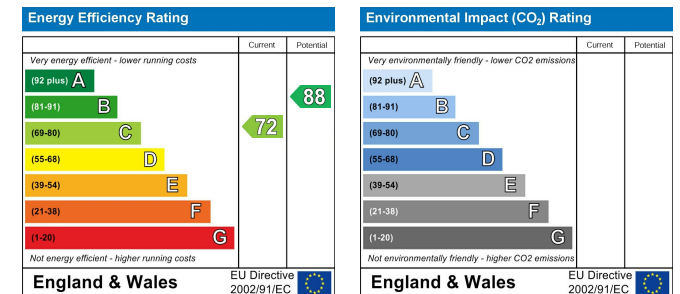 Energy Efficiency Rating
Current Potential
Very energy efficient - lower running costs
(92 plus) A
(81-91) B
88
(69-80) C
72
(55-68) D
(39-54) E
(21-38) F
(1-20) G
Not energy efficient - higher running costs
England & Wales
EU Directive
2002/91/EC
Environmental Impact (CO₂) Rating
Current Potential
Very environmentally friendly - lower CO2 emissions
(92 plus) A
(81-91) B
(69-80) C
(55-68) D
(39-54) E
(21-38) F
(1-20) G
Not environmentally friendly - higher CO2 emissions
England & Wales
EU Directive
2002/91/EC